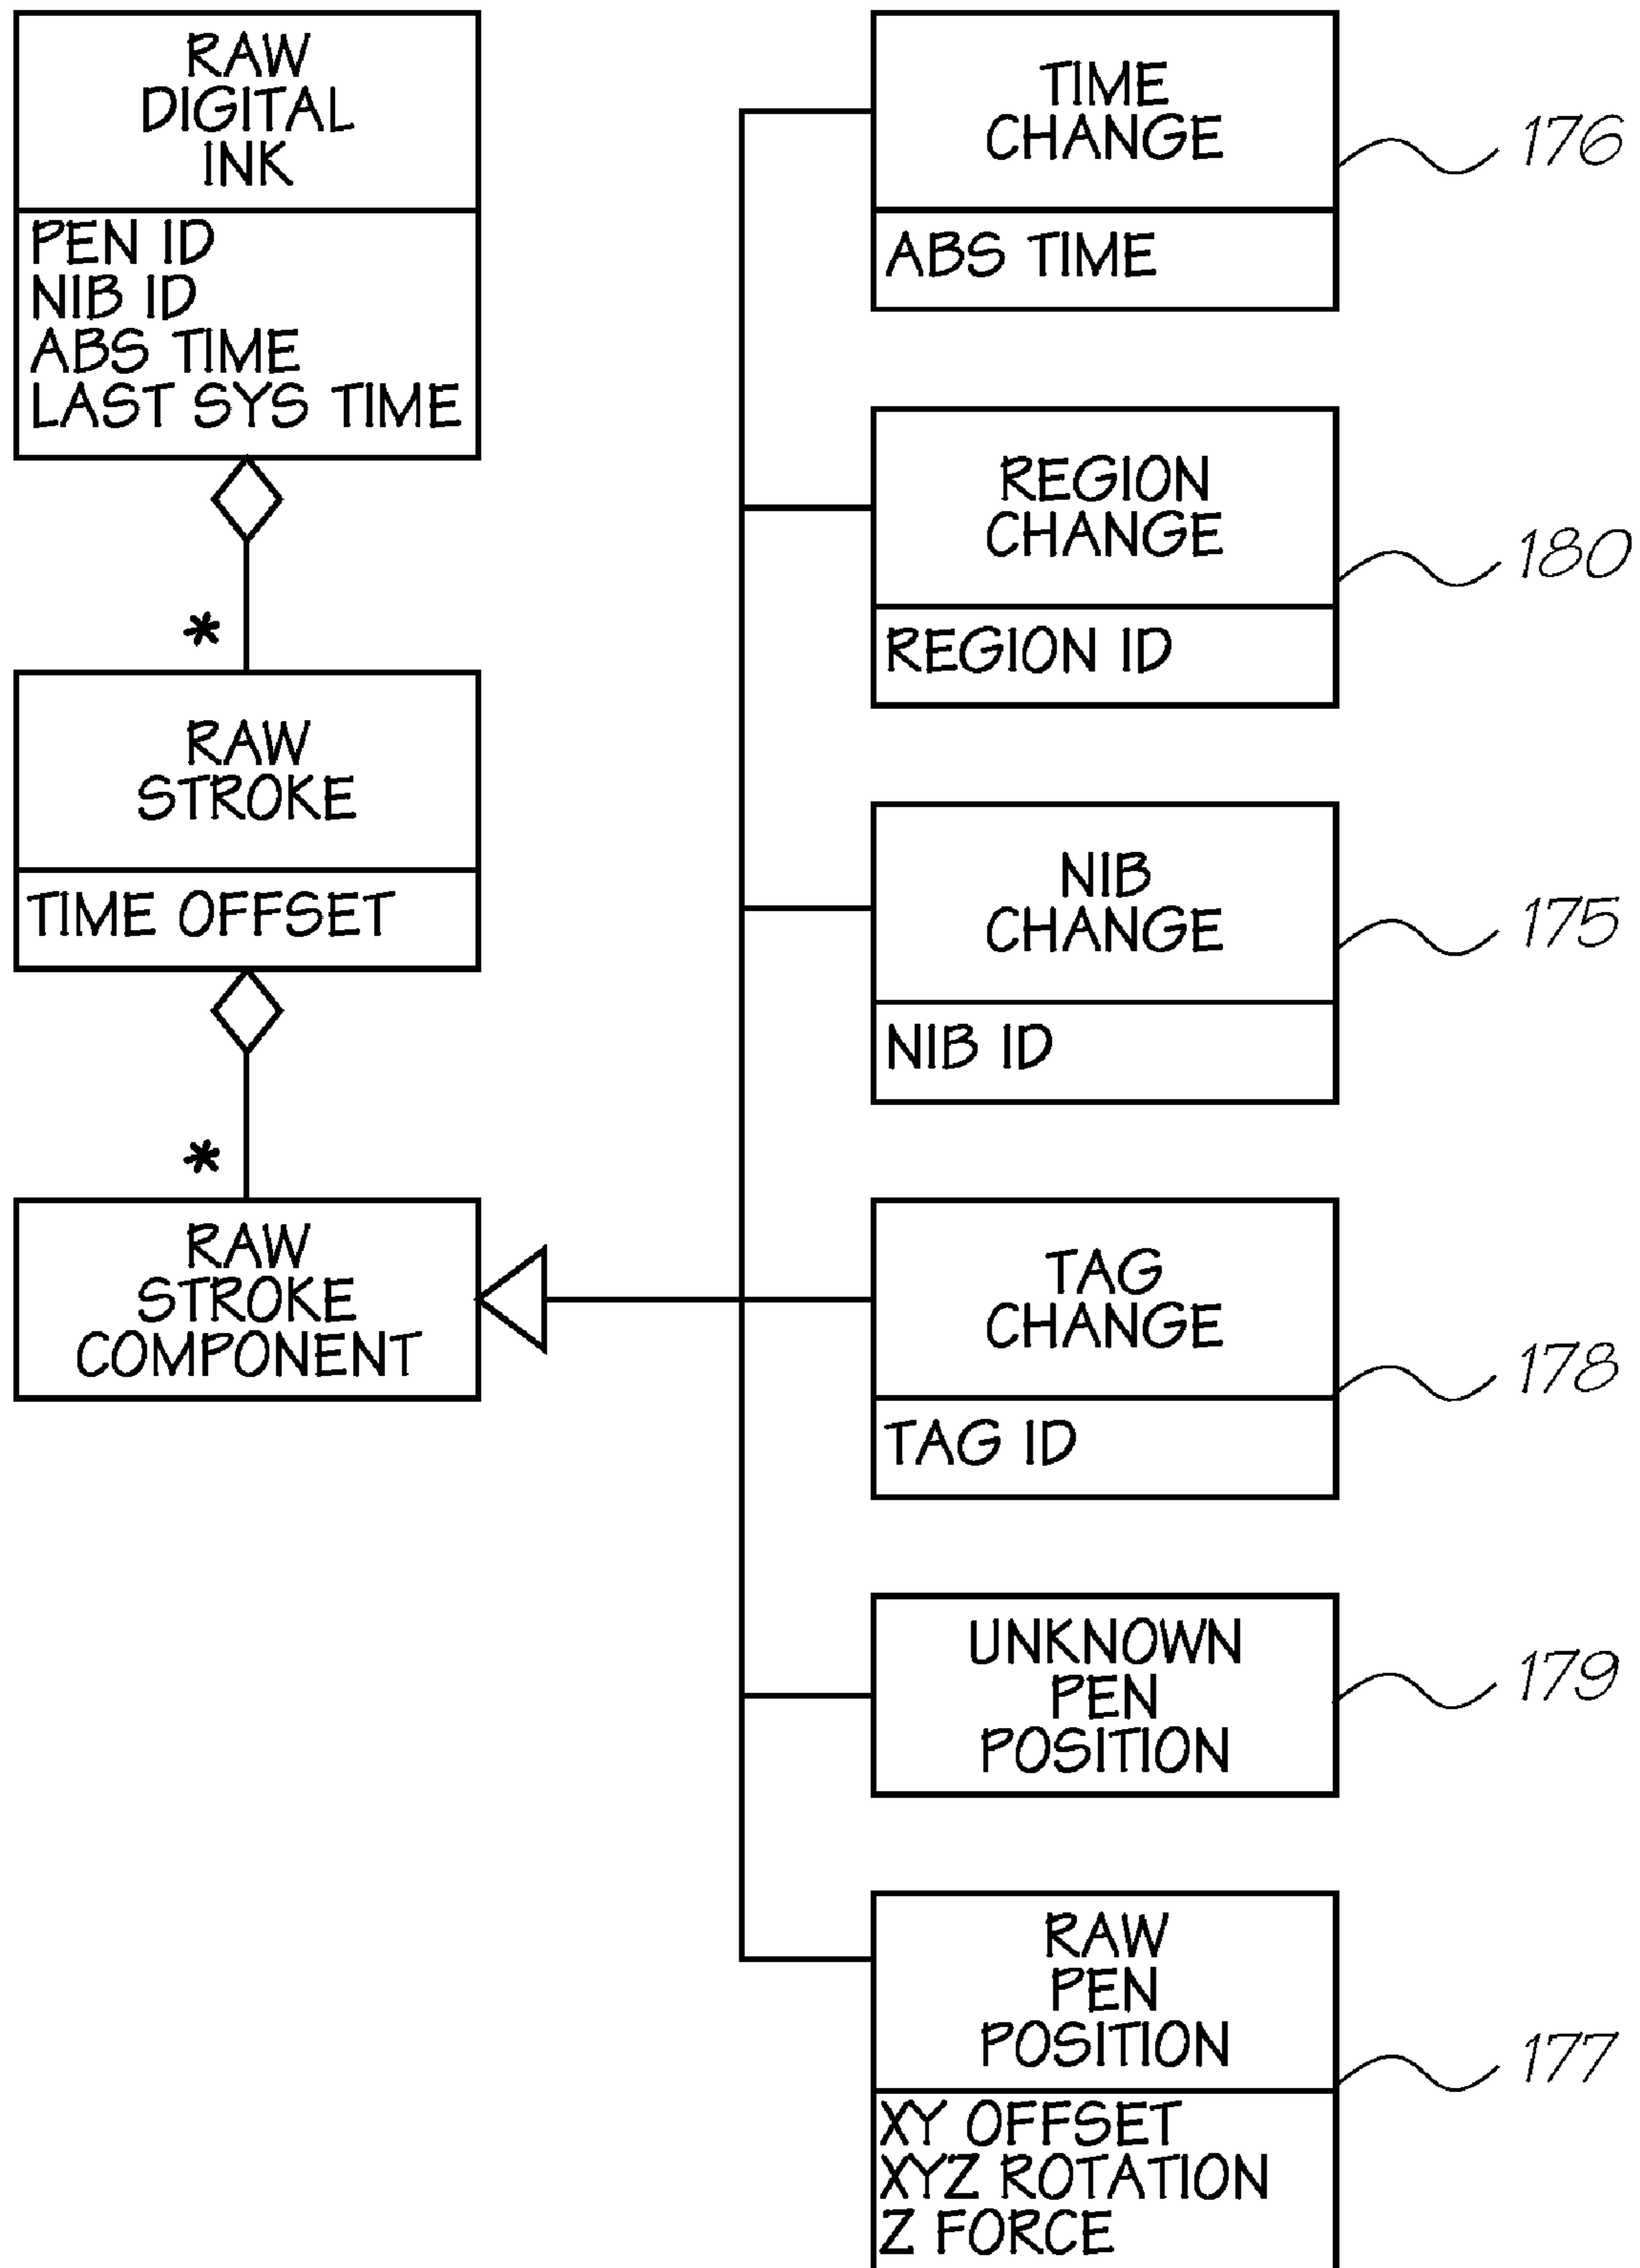 RAW
DIGITAL
INK
PEN ID
NIB ID
ABS TIME
LAST SYS TIME
*
RAW
STROKE
TIME OFFSET
*
RAW
STROKE
COMPONENT
TIME
CHANGE
ABS TIME
176
REGION
CHANGE
REGION ID
180
NIB
CHANGE
NIB ID
175
TAG
CHANGE
TAG ID
178
UNKNOWN
PEN
POSITION
179
RAW
PEN
POSITION
XY OFFSET
XYZ ROTATION
Z FORCE
177